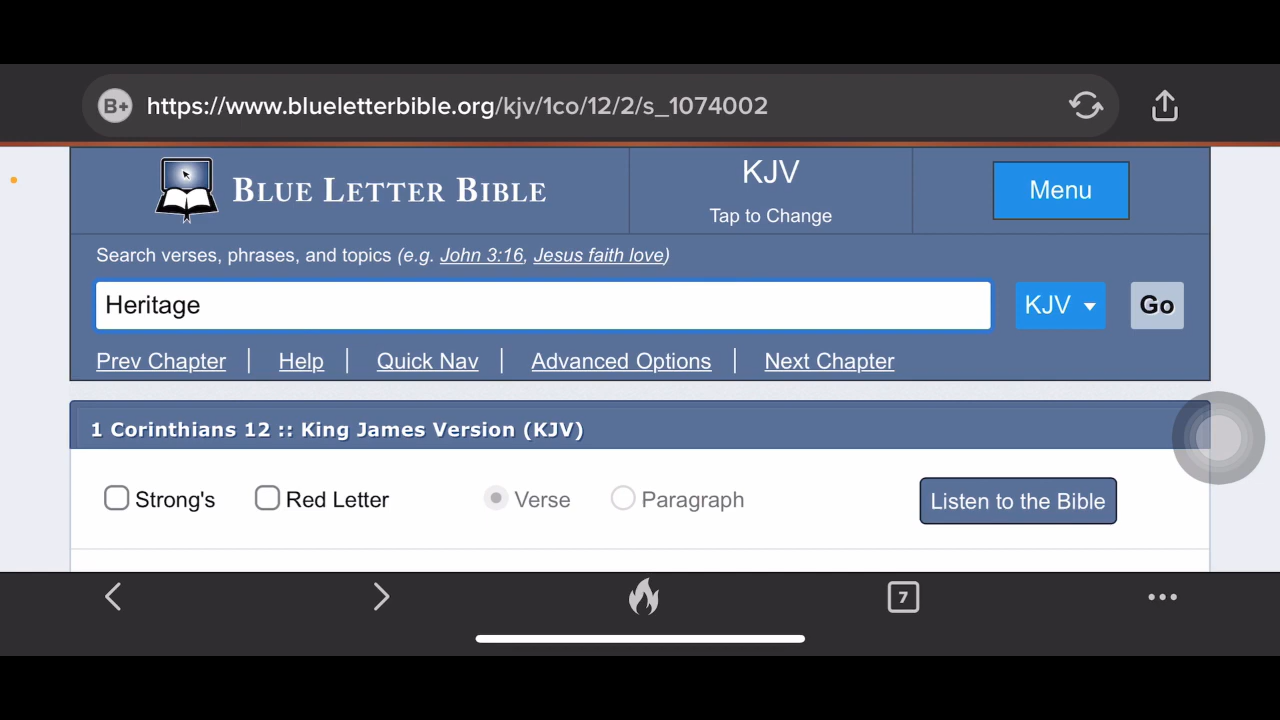 B+ https://www.blueletterbible.org/kjv/1co/12/2/s_1074002
BLUE LETTER BIBLE
KJV
Tap to Change
Menu
Search verses, phrases, and topics (e.g. John 3:16, Jesus faith love)
Heritage
KJV
Go
Prev Chapter | Help | Quick Nav | Advanced Options | Next Chapter
1 Corinthians 12 :: King James Version (KJV)
Strong's Red Letter Verse Paragraph Listen to the Bible
7